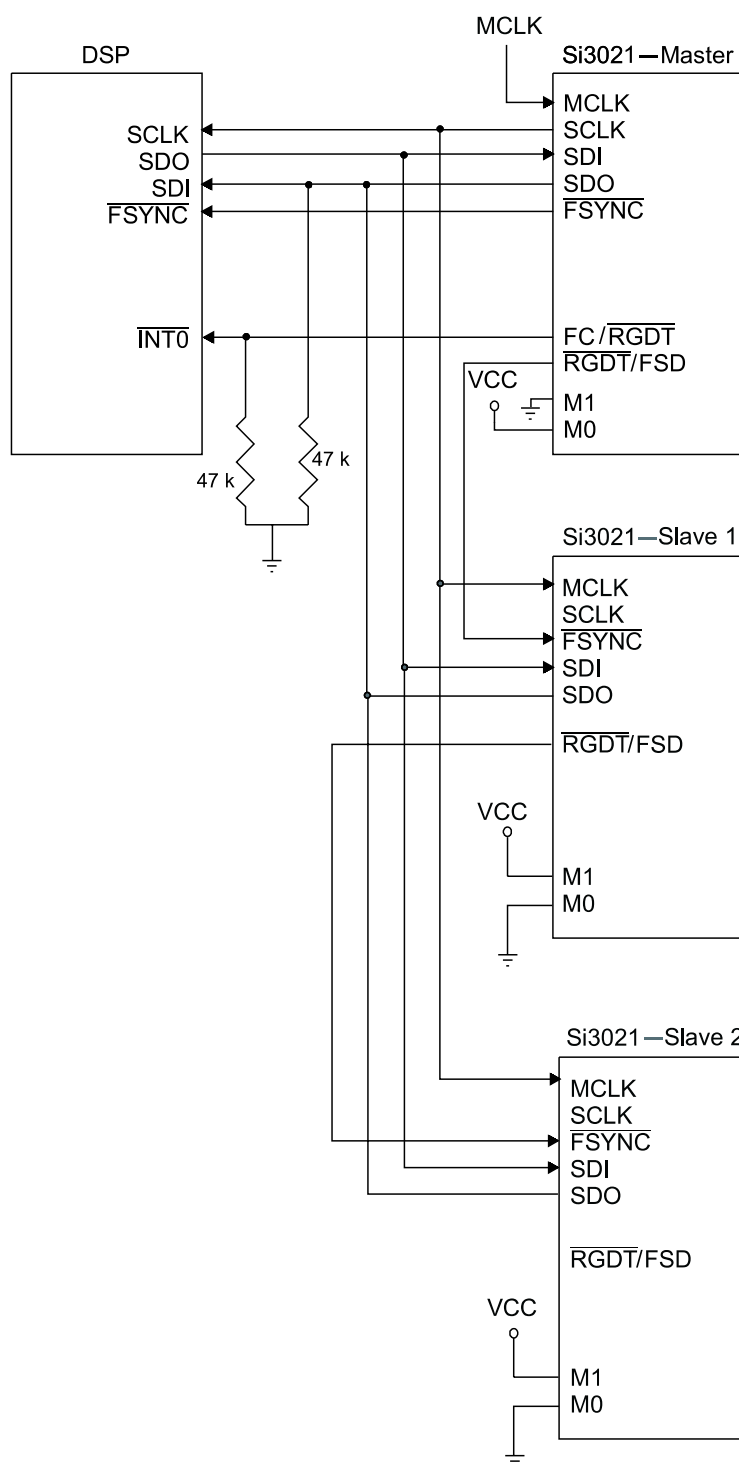 MCLK
DSP
Si3021—Master
MCLK
SCLK
SDI
SDO
FSYNC
FC/RGDT
RGDT/FSD
M1
M0
SCLK
SDO
SDI
FSYNC
INT0
VCC
47 k
47 k
Si3021—Slave 1
MCLK
SCLK
FSYNC
SDI
SDO
RGDT/FSD
VCC
M1
M0
Si3021—Slave 2
MCLK
SCLK
FSYNC
SDI
SDO
RGDT/FSD
VCC
M1
M0